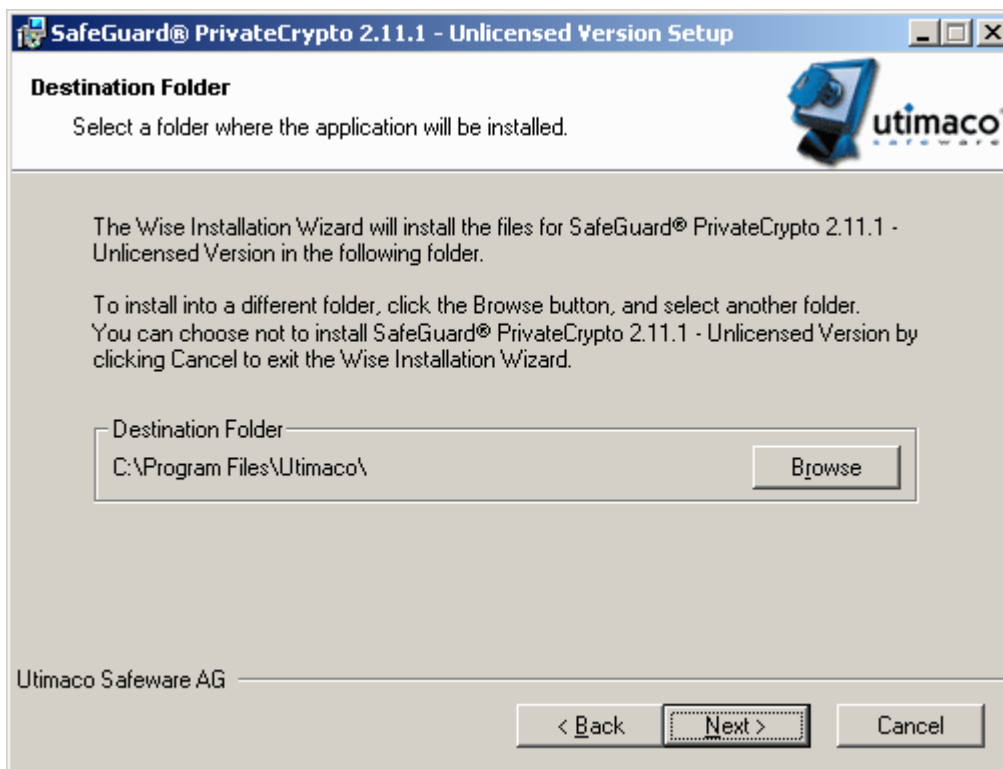 SafeGuard® PrivateCrypto 2.11.1 - Unlicensed Version Setup
Destination Folder
Select a folder where the application will be installed.
utimaco®
safeware
The Wise Installation Wizard will install the files for SafeGuard® PrivateCrypto 2.11.1 -
Unlicensed Version in the following folder.
To install into a different folder, click the Browse button, and select another folder.
You can choose not to install SafeGuard® PrivateCrypto 2.11.1 - Unlicensed Version by
clicking Cancel to exit the Wise Installation Wizard.
Destination Folder
C:\Program Files\Utimaco\
Browse
Utimaco Safeware AG
< Back
Next >
Cancel